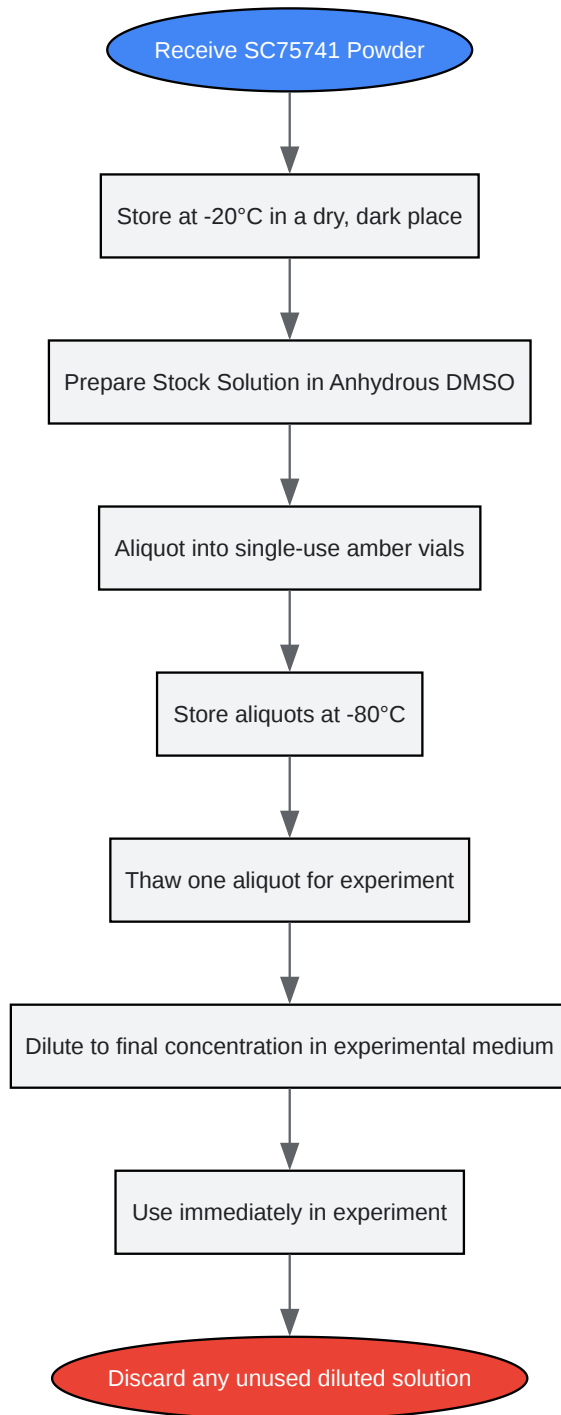 Receive SC75741 Powder
Store at -20°C in a dry, dark place
Prepare Stock Solution in Anhydrous DMSO
Aliquot into single-use amber vials
Store aliquots at -80°C
Thaw one aliquot for experiment
Dilute to final concentration in experimental medium
Use immediately in experiment
Discard any unused diluted solution